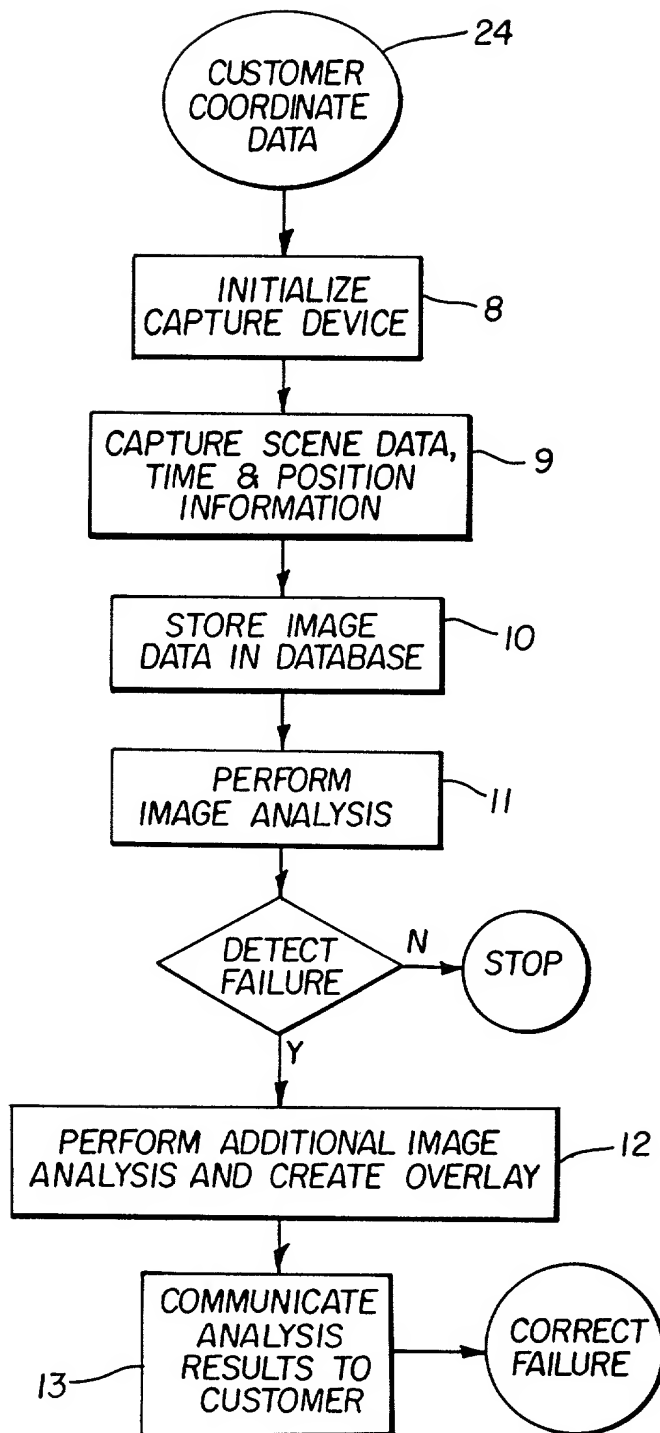 24
CUSTOMER
COORDINATE
DATA
INITIALIZE
CAPTURE DEVICE
8
CAPTURE SCENE DATA,
TIME & POSITION
INFORMATION
9
STORE IMAGE
DATA IN DATABASE
10
PERFORM
IMAGE ANALYSIS
11
DETECT
FAILURE
N
STOP
Y
PERFORM ADDITIONAL IMAGE
ANALYSIS AND CREATE OVERLAY
12
COMMUNICATE
ANALYSIS
RESULTS TO
CUSTOMER
13
CORRECT
FAILURE